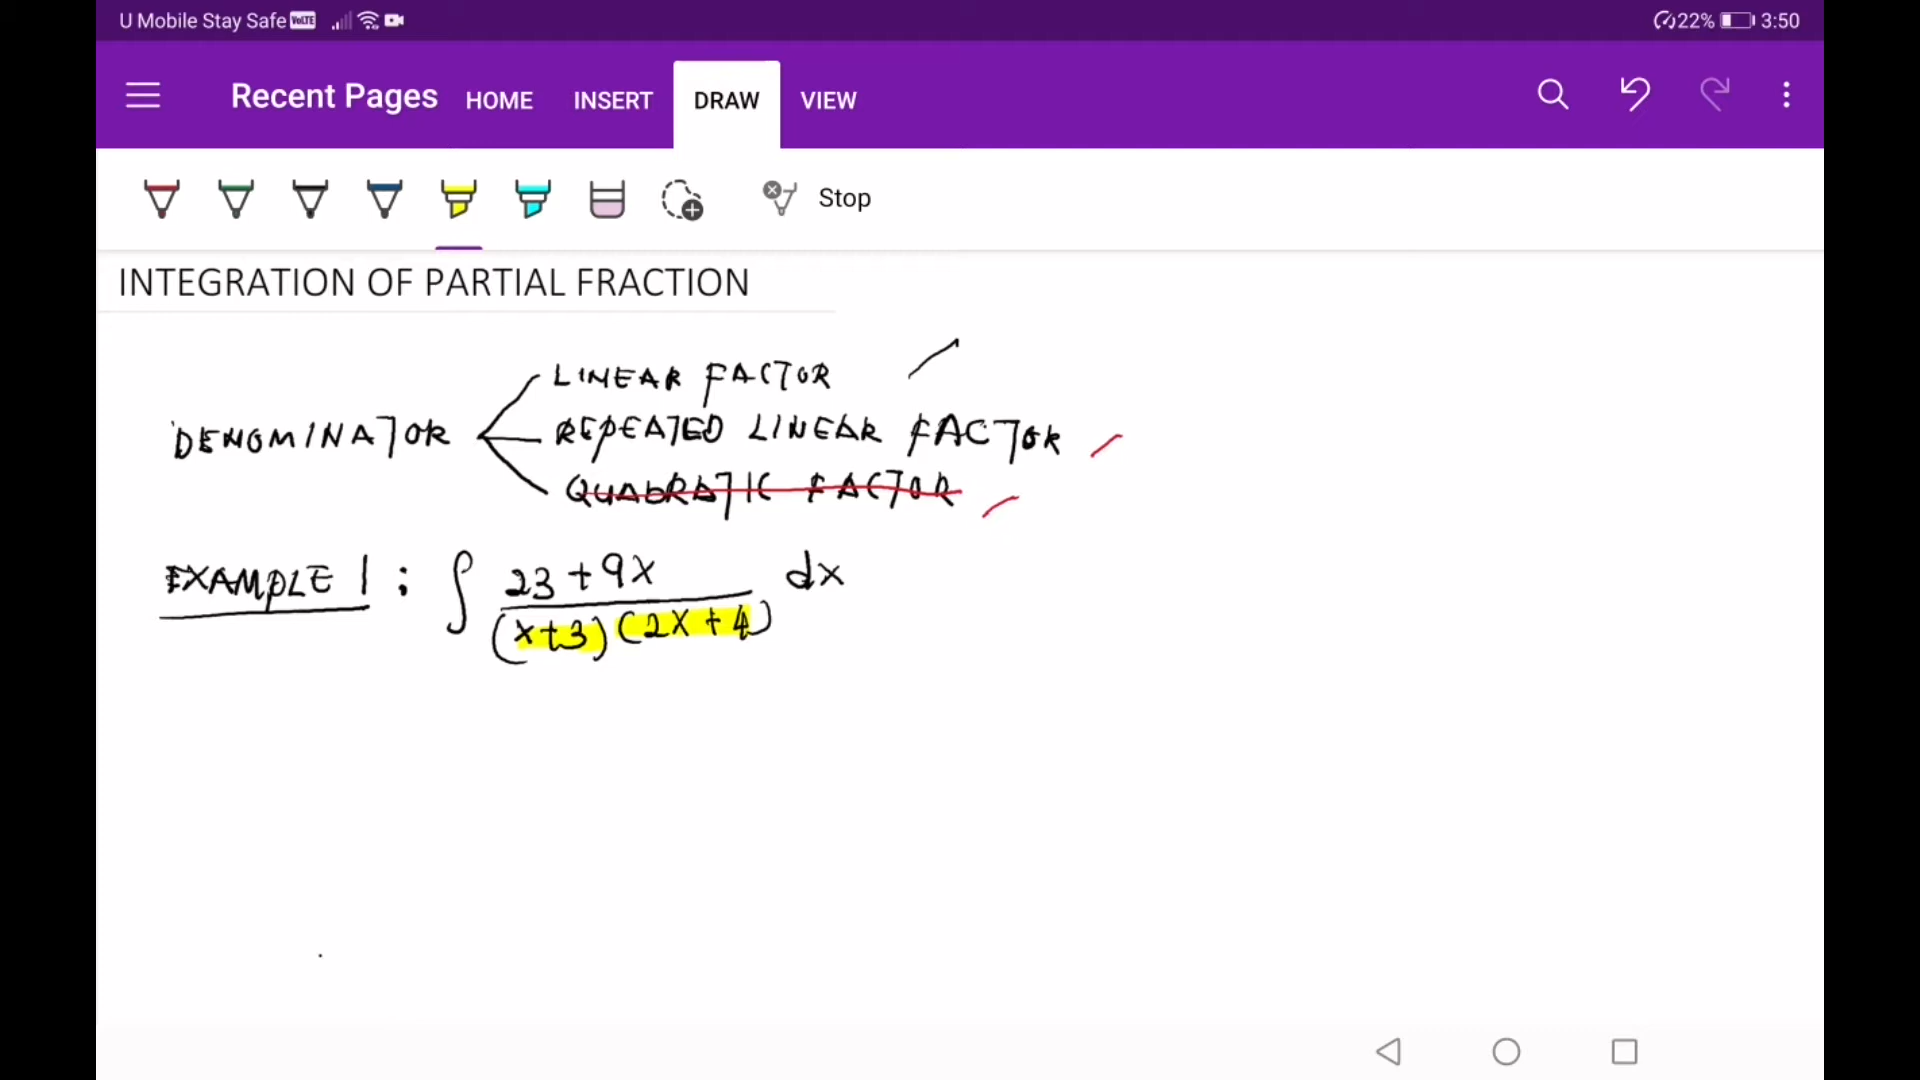 U Mobile Stay Safe VoLTE 22% 3:50
Recent Pages HOME INSERT DRAW VIEW
Stop
INTEGRATION OF PARTIAL FRACTION
LINEAR FACTOR
DENOMINATOR REPEATED LINEAR FACTOR
QUADRATIC FACTOR
EXAMPLE 1 ; ∫ 23 + 9x dx
(x+3) (2x + 4)